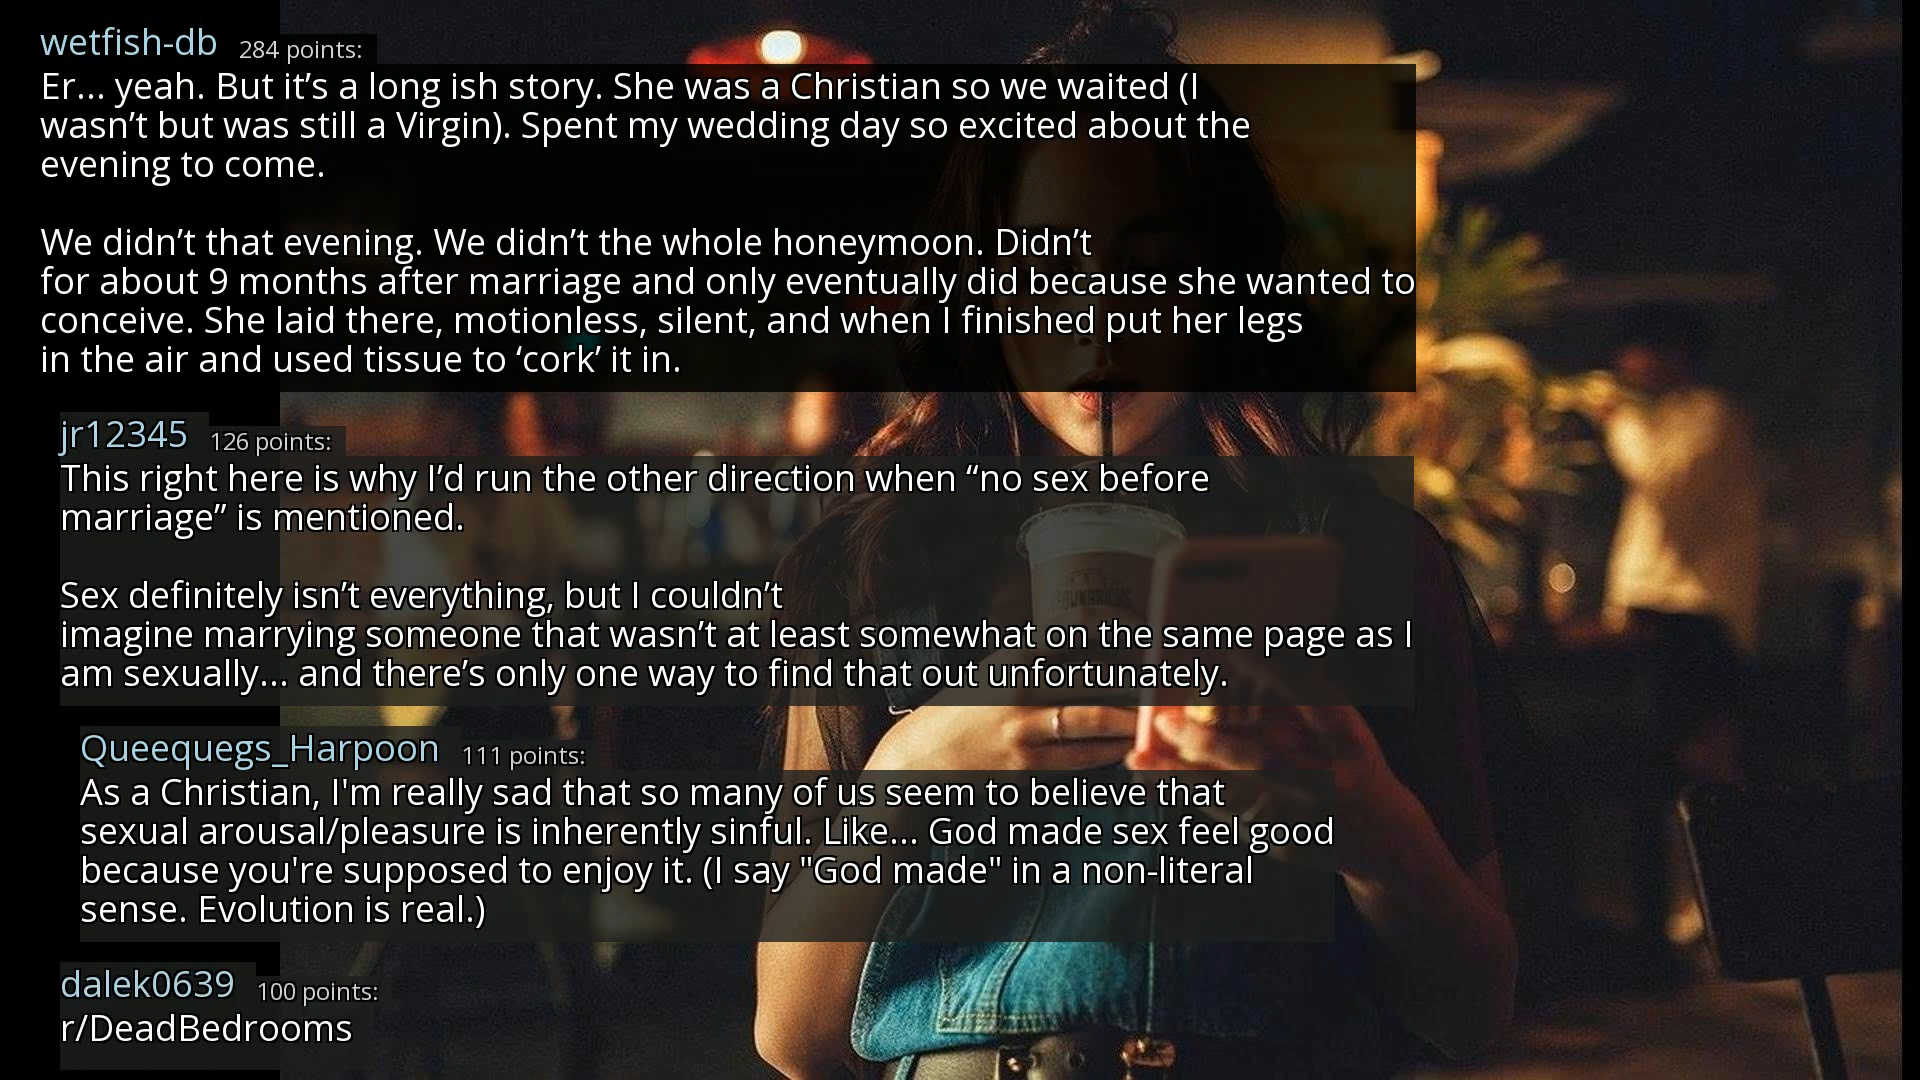 wetfish-db 284 points:
Er... yeah. But it’s a long ish story. She was a Christian so we waited (I
wasn’t but was still a Virgin). Spent my wedding day so excited about the
evening to come.
We didn’t that evening. We didn’t the whole honeymoon. Didn’t
for about 9 months after marriage and only eventually did because she wanted to
conceive. She laid there, motionless, silent, and when I finished put her legs
in the air and used tissue to ‘cork’ it in.
jr12345 126 points:
This right here is why I’d run the other direction when “no sex before
marriage” is mentioned.
Sex definitely isn’t everything, but I couldn’t
imagine marrying someone that wasn’t at least somewhat on the same page as I
am sexually... and there’s only one way to find that out unfortunately.
Queequegs_Harpoon 111 points:
As a Christian, I'm really sad that so many of us seem to believe that
sexual arousal/pleasure is inherently sinful. Like... God made sex feel good
because you're supposed to enjoy it. (I say "God made" in a non-literal
sense. Evolution is real.)
dalek0639 100 points:
r/DeadBedrooms